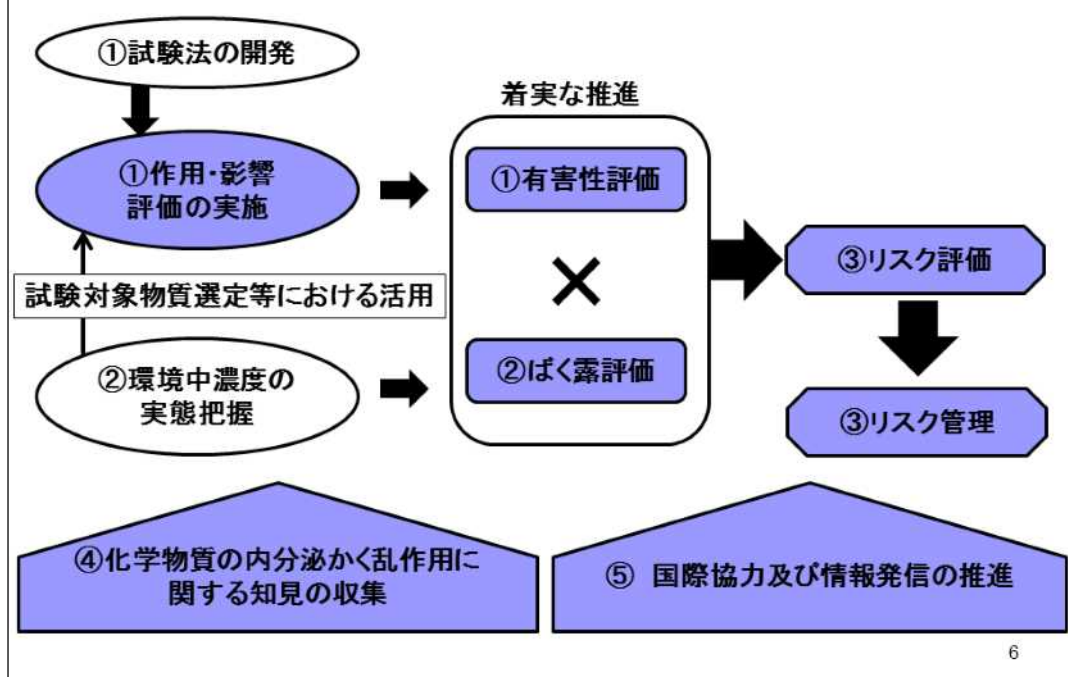 ①試験法の開発
①作用・影響
評価の実施
試験対象物質選定等における活用
②環境中濃度の
実態把握
着実な推進
①有害性評価
×
②ばく露評価
③リスク評価
③リスク管理
④化学物質の内分泌かく乱作用に
関する知見の収集
⑤ 国際協力及び情報発信の推進
6